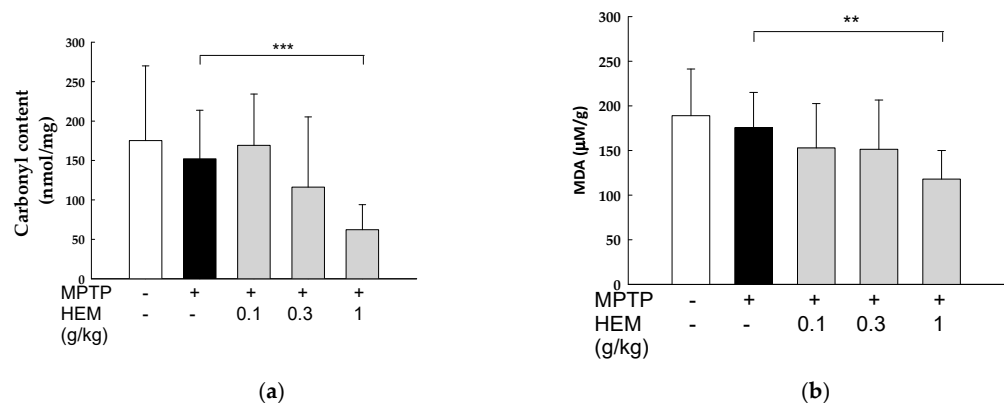 300
250
200
150
100
50
0
Carbonyl content
(nmol/mg)
***
MPTP - + + + +
HEM - - 0.1 0.3 1
(g/kg)
(a)
300
250
200
150
100
50
0
MDA (μM/g)
**
MPTP - + + + +
HEM - - 0.1 0.3 1
(g/kg)
(b)